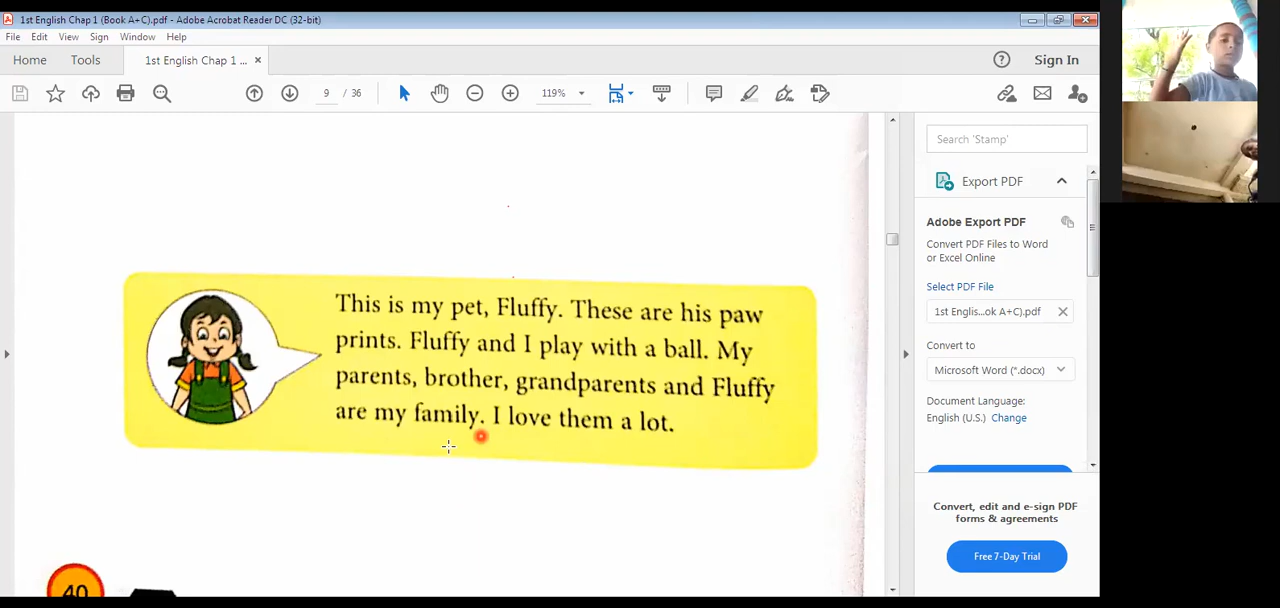 1st English Chap 1 (Book A+C).pdf - Adobe Acrobat Reader DC (32-bit)
File Edit View Sign Window Help
Home Tools 1st English Chap 1 ... × Sign In
9 / 36 119%
Search 'Stamp'
Export PDF
Adobe Export PDF
Convert PDF Files to Word
or Excel Online
Select PDF File
1st Englis...ok A+C).pdf
Convert to
Microsoft Word (*.docx)
Document Language:
English (U.S.) Change
Convert, edit and e-sign PDF
forms & agreements
Free 7-Day Trial
This is my pet, Fluffy. These are his paw
prints. Fluffy and I play with a ball. My
parents, brother, grandparents and Fluffy
are my family. I love them a lot.
40